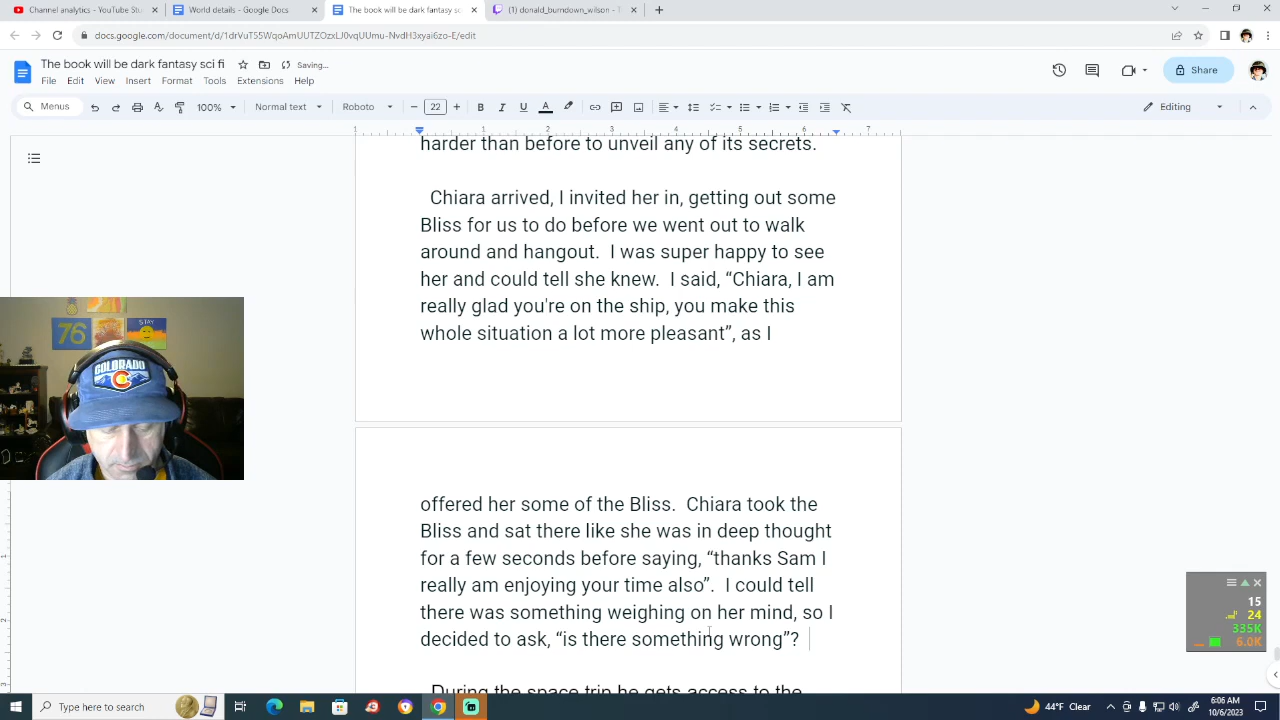 Channel analytics - YouTube Stu
World details - Google Docs
The book will be dark fantasy sc
(1) donald_burndown_wilson - T
docs.google.com/document/d/1drVuT55WqoAmUUTZOzxLJ0vqUUmu-NvdH3xyai6zo-E/edit
The book will be dark fantasy sci fi
Saving...
File Edit View Insert Format Tools Extensions Help
Share
Menus
100%
Normal text
Roboto
22
Editing
1 1 2 3 4 5 6 7
harder than before to unveil any of its secrets.
Chiara arrived, I invited her in, getting out some
Bliss for us to do before we went out to walk
around and hangout. I was super happy to see
her and could tell she knew. I said, “Chiara, I am
really glad you're on the ship, you make this
whole situation a lot more pleasant”, as I
offered her some of the Bliss. Chiara took the
Bliss and sat there like she was in deep thought
for a few seconds before saying, “thanks Sam I
really am enjoying your time also”. I could tell
there was something weighing on her mind, so I
decided to ask, “is there something wrong”?
During the space trip he gets access to the
76
STAY
COLORADO
15
24
335K
6.0K
Type here to search
44°F Clear
6:06 AM
10/6/2023